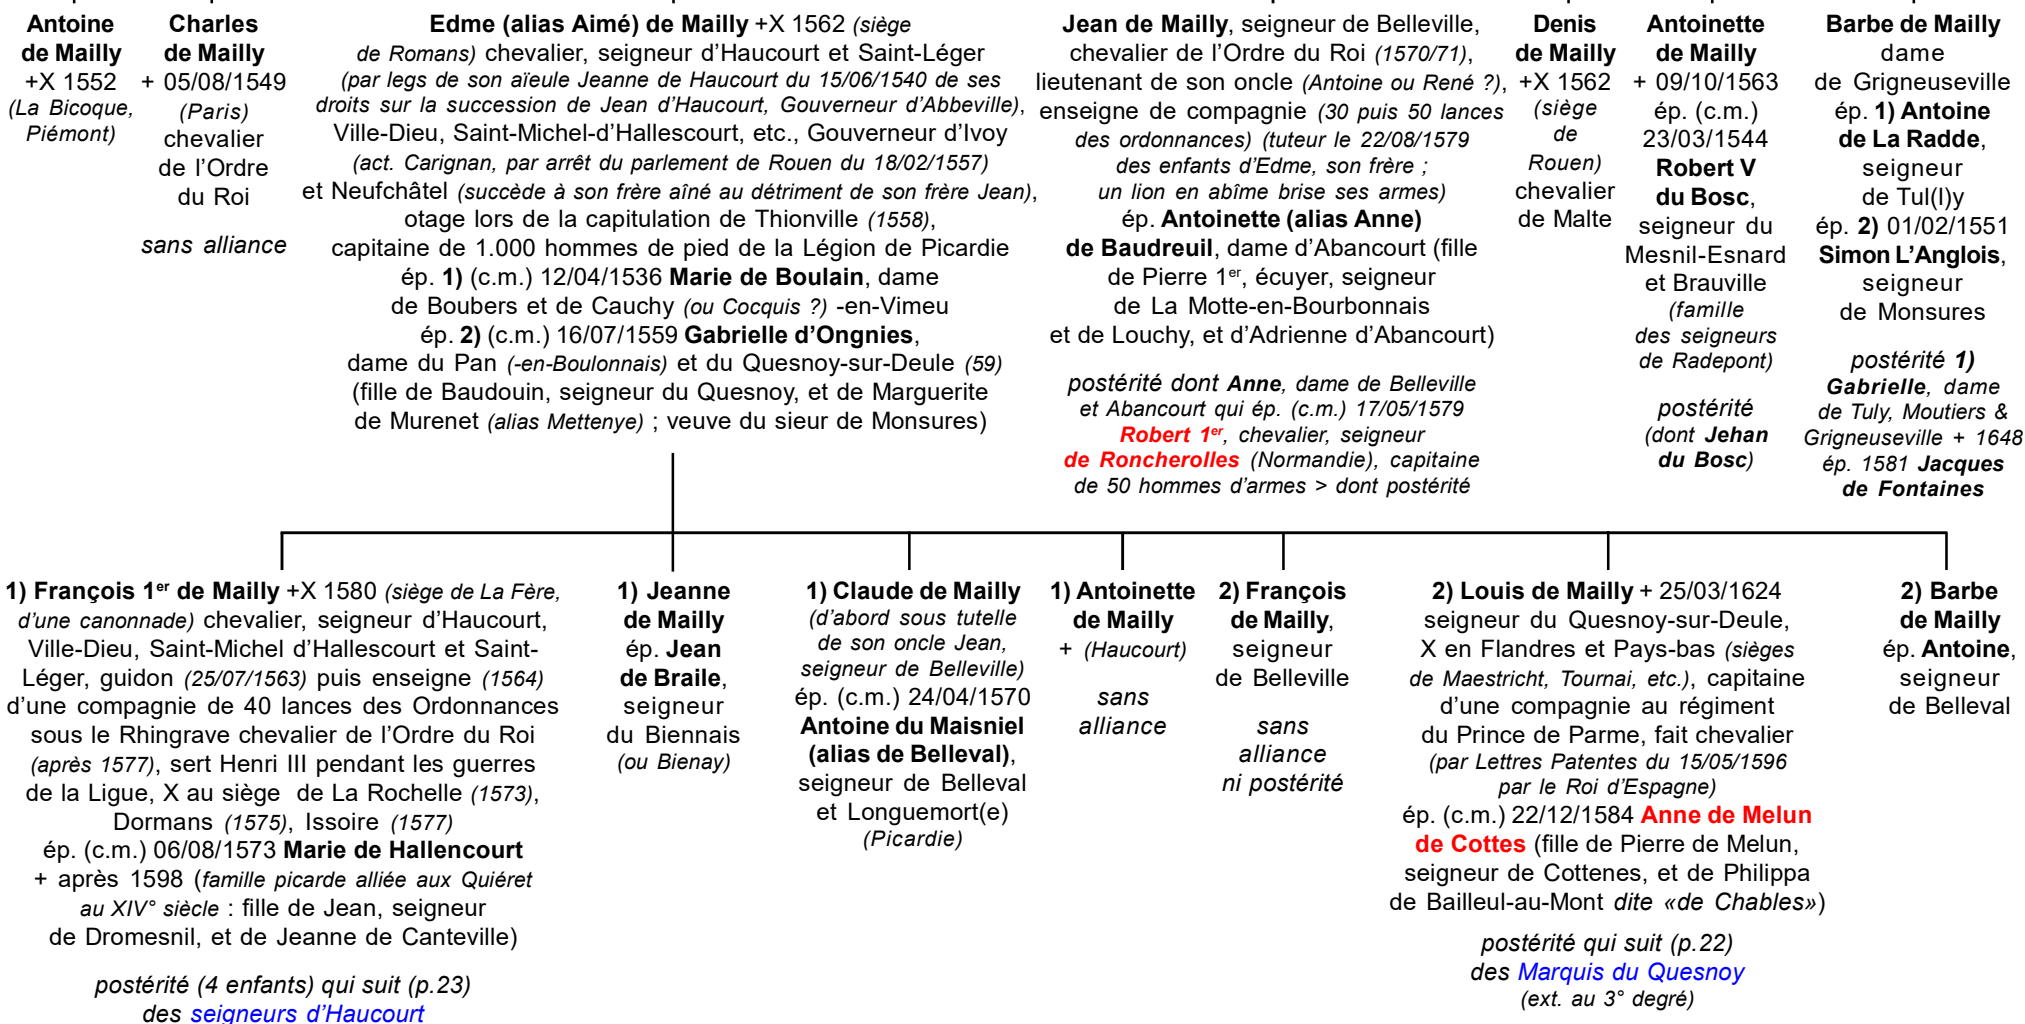 Antoine
de Mailly
+X 1552
(La Bicoque,
Piémont)
Charles
de Mailly
+ 05/08/1549
(Paris)
chevalier
de l’Ordre
du Roi
sans alliance
Edme (alias Aimé) de Mailly +X 1562 (siège
de Romans) chevalier, seigneur d’Haucourt et Saint-Léger
(par legs de son aïeule Jeanne de Haucourt du 15/06/1540 de ses
droits sur la succession de Jean d’Haucourt, Gouverneur d’Abbeville),
Ville-Dieu, Saint-Michel-d’Hallescourt, etc., Gouverneur d’Ivoy
(act. Carignan, par arrêt du parlement de Rouen du 18/02/1557)
et Neufchâtel (succède à son frère aîné au détriment de son frère Jean),
otage lors de la capitulation de Thionville (1558),
capitaine de 1.000 hommes de pied de la Légion de Picardie
ép. 1) (c.m.) 12/04/1536 Marie de Boulain, dame
de Boubers et de Cauchy (ou Cocquis ?) -en-Vimeu
ép. 2) (c.m.) 16/07/1559 Gabrielle d’Ongnies,
dame du Pan (-en-Boulonnais) et du Quesnoy-sur-Deule (59)
(fille de Baudouin, seigneur du Quesnoy, et de Marguerite
de Murenet (alias Mettenye) ; veuve du sieur de Monsures)
Jean de Mailly, seigneur de Belleville,
chevalier de l’Ordre du Roi (1570/71),
lieutenant de son oncle (Antoine ou René ?),
enseigne de compagnie (30 puis 50 lances
des ordonnances) (tuteur le 22/08/1579
des enfants d’Edme, son frère ;
un lion en abîme brise ses armes)
ép. Antoinette (alias Anne)
de Baudreuil, dame d’Abancourt (fille
de Pierre 1er, écuyer, seigneur
de La Motte-en-Bourbonnais
et de Louchy, et d’Adrienne d’Abancourt)
postérité dont Anne, dame de Belleville
et Abancourt qui ép. (c.m.) 17/05/1579
Robert 1er, chevalier, seigneur
de Roncherolles (Normandie), capitaine
de 50 hommes d’armes > dont postérité
Denis
de Mailly
+X 1562
(siège
de
Rouen)
chevalier
de Malte
Antoinette
de Mailly
+ 09/10/1563
ép. (c.m.)
23/03/1544
Robert V
du Bosc,
seigneur du
Mesnil-Esnard
et Brauville
(famille
des seigneurs
de Radepont)
postérité
(dont Jehan
du Bosc)
Barbe de Mailly
dame
de Grigneuseville
ép. 1) Antoine
de La Radde,
seigneur
de Tul(l)y
ép. 2) 01/02/1551
Simon L’Anglois,
seigneur
de Monsures
postérité 1)
Gabrielle, dame
de Tuly, Moutiers &
Grigneuseville + 1648
ép. 1581 Jacques
de Fontaines
1) François 1er de Mailly +X 1580 (siège de La Fère,
d’une canonnade) chevalier, seigneur d’Haucourt,
Ville-Dieu, Saint-Michel d’Hallescourt et Saint-
Léger, guidon (25/07/1563) puis enseigne (1564)
d’une compagnie de 40 lances des Ordonnances
sous le Rhingrave chevalier de l’Ordre du Roi
(après 1577), sert Henri III pendant les guerres
de la Ligue, X au siège de La Rochelle (1573),
Dormans (1575), Issoire (1577)
ép. (c.m.) 06/08/1573 Marie de Hallencourt
+ après 1598 (famille picarde alliée aux Quiéret
au XIV° siècle : fille de Jean, seigneur
de Dromesnil, et de Jeanne de Canteville)
postérité (4 enfants) qui suit (p.23)
des seigneurs d’Haucourt
1) Jeanne
de Mailly
ép. Jean
de Braile,
seigneur
du Biennais
(ou Bienay)
1) Claude de Mailly
(d’abord sous tutelle
de son oncle Jean,
seigneur de Belleville)
ép. (c.m.) 24/04/1570
Antoine du Maisniel
(alias de Belleval),
seigneur de Belleval
et Longuemort(e)
(Picardie)
1) Antoinette
de Mailly
+ (Haucourt)
sans
alliance
2) François
de Mailly,
seigneur
de Belleville
sans
alliance
ni postérité
2) Louis de Mailly + 25/03/1624
seigneur du Quesnoy-sur-Deule,
X en Flandres et Pays-bas (sièges
de Maestricht, Tournai, etc.), capitaine
d’une compagnie au régiment
du Prince de Parme, fait chevalier
(par Lettres Patentes du 15/05/1596
par le Roi d’Espagne)
ép. (c.m.) 22/12/1584 Anne de Melun
de Cottes (fille de Pierre de Melun,
seigneur de Cottenes, et de Philippa
de Bailleul-au-Mont dite «de Chables»)
postérité qui suit (p.22)
des Marquis du Quesnoy
(ext. au 3° degré)
2) Barbe
de Mailly
ép. Antoine,
seigneur
de Belleval